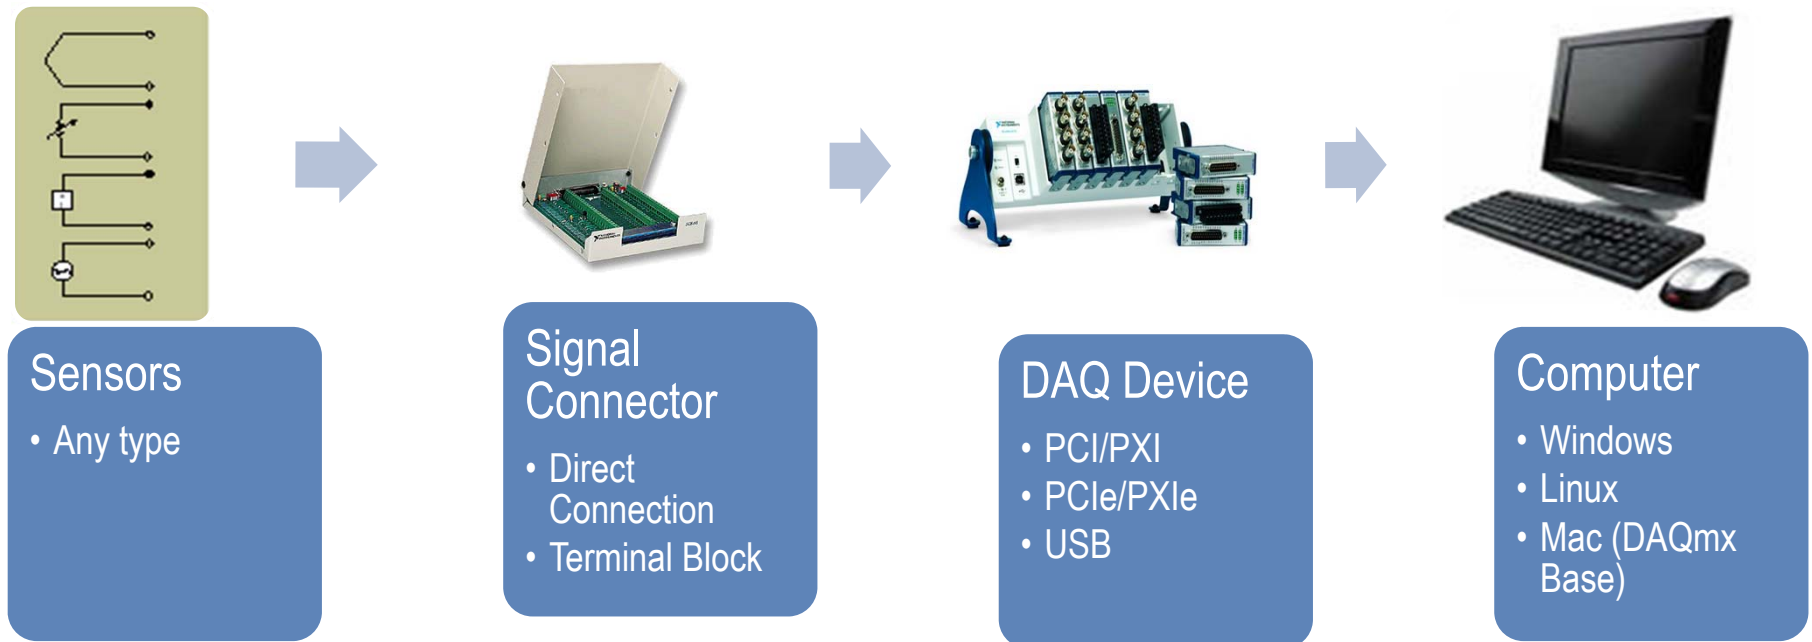 Sensors
• Any type
Signal
Connector
• Direct
Connection
• Terminal Block
DAQ Device
• PCI/PXI
• PCIe/PXIe
• USB
Computer
• Windows
• Linux
• Mac (DAQmx
Base)